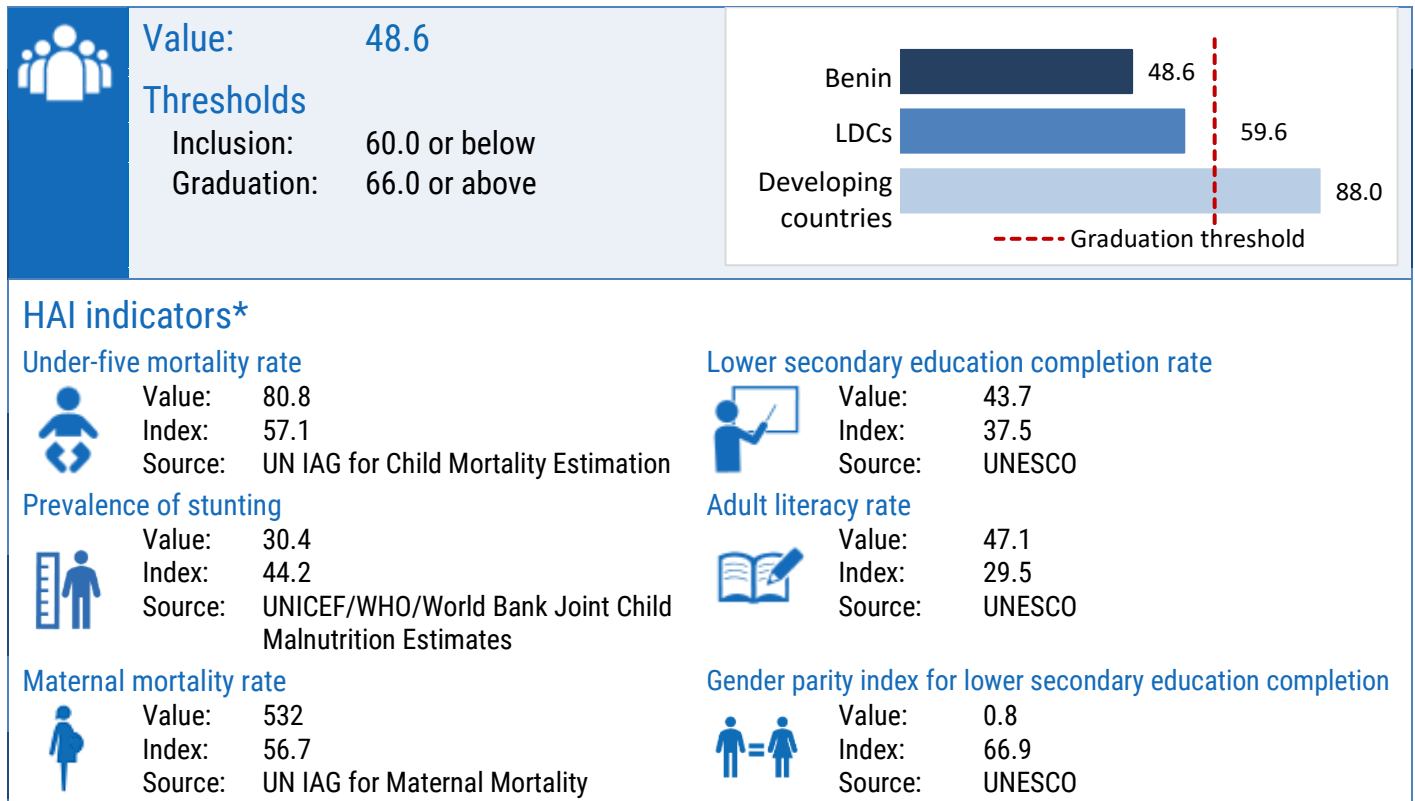 Value: 48.6
Thresholds
Inclusion: 60.0 or below
Graduation: 66.0 or above
Benin 48.6
LDCs 59.6
Developing
countries 88.0
Graduation threshold
HAI indicators*
Under-five mortality rate
Value: 80.8
Index: 57.1
Source: UN IAG for Child Mortality Estimation
Prevalence of stunting
Value: 30.4
Index: 44.2
Source: UNICEF/WHO/World Bank Joint Child
Malnutrition Estimates
Maternal mortality rate
Value: 532
Index: 56.7
Source: UN IAG for Maternal Mortality
Lower secondary education completion rate
Value: 43.7
Index: 37.5
Source: UNESCO
Adult literacy rate
Value: 47.1
Index: 29.5
Source: UNESCO
Gender parity index for lower secondary education completion
Value: 0.8
Index: 66.9
Source: UNESCO